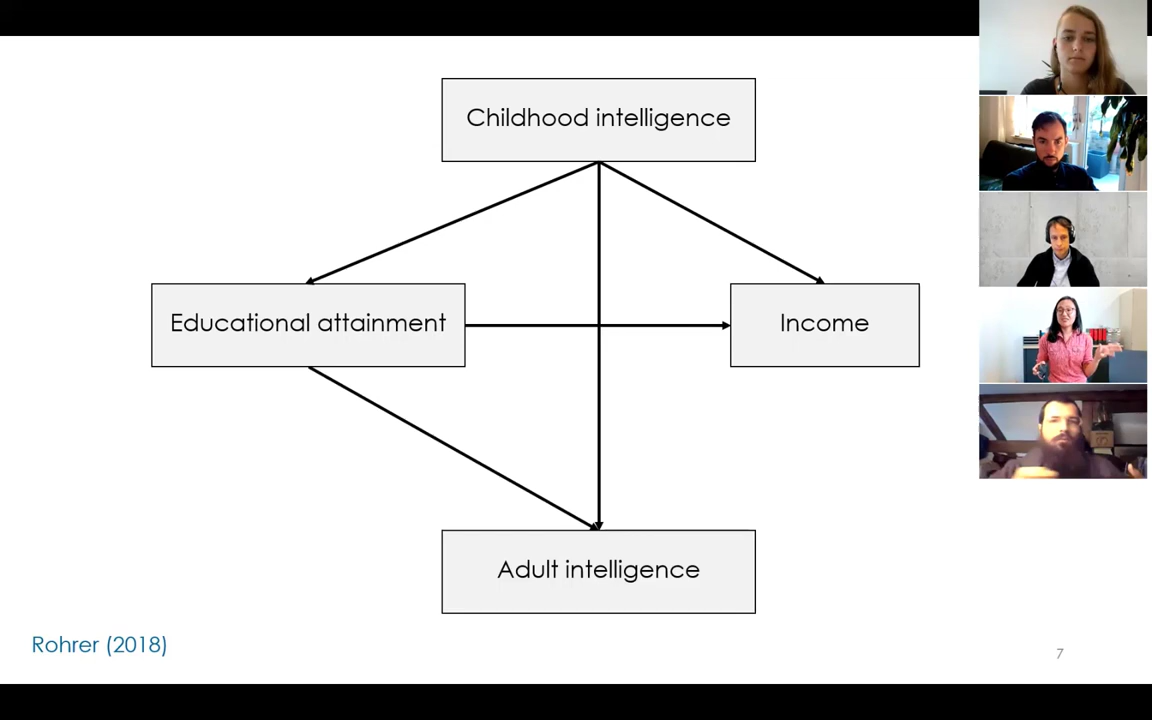 Childhood intelligence
Educational attainment
Income
Adult intelligence
Rohrer (2018)
7